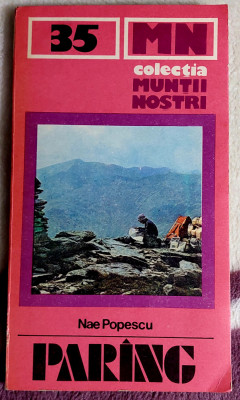 35 MN
colecția
MUNȚII
NOSTRI
Nae Popescu
PARÎNG